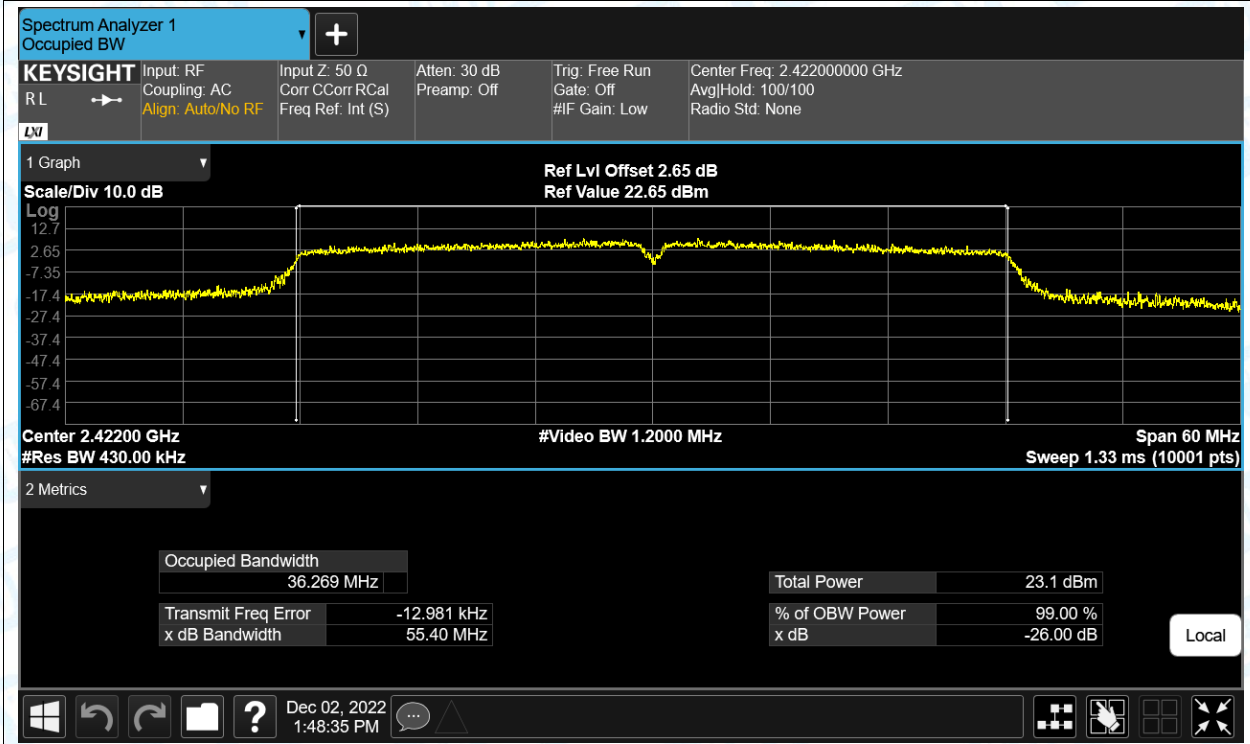 Spectrum Analyzer 1
Occupied BW
KEYSIGHT
R L
LXI
Input: RF
Coupling: AC
Align: Auto/No RF
Input Z: 50 Ω
Corr CCorr RCal
Freq Ref: Int (S)
Atten: 30 dB
Preamp: Off
Trig: Free Run
Gate: Off
#IF Gain: Low
Center Freq: 2.422000000 GHz
Avg|Hold: 100/100
Radio Std: None
1 Graph
Scale/Div 10.0 dB
Ref Lvl Offset 2.65 dB
Ref Value 22.65 dBm
Log
12.7
2.65
-7.35
-17.4
-27.4
-37.4
-47.4
-57.4
-67.4
Center 2.42200 GHz
#Video BW 1.2000 MHz
Span 60 MHz
#Res BW 430.00 kHz
Sweep 1.33 ms (10001 pts)
2 Metrics
Occupied Bandwidth
36.269 MHz
Total Power 23.1 dBm
Transmit Freq Error -12.981 kHz
% of OBW Power 99.00 %
x dB Bandwidth 55.40 MHz
x dB -26.00 dB
Local
?
Dec 02, 2022
1:48:35 PM